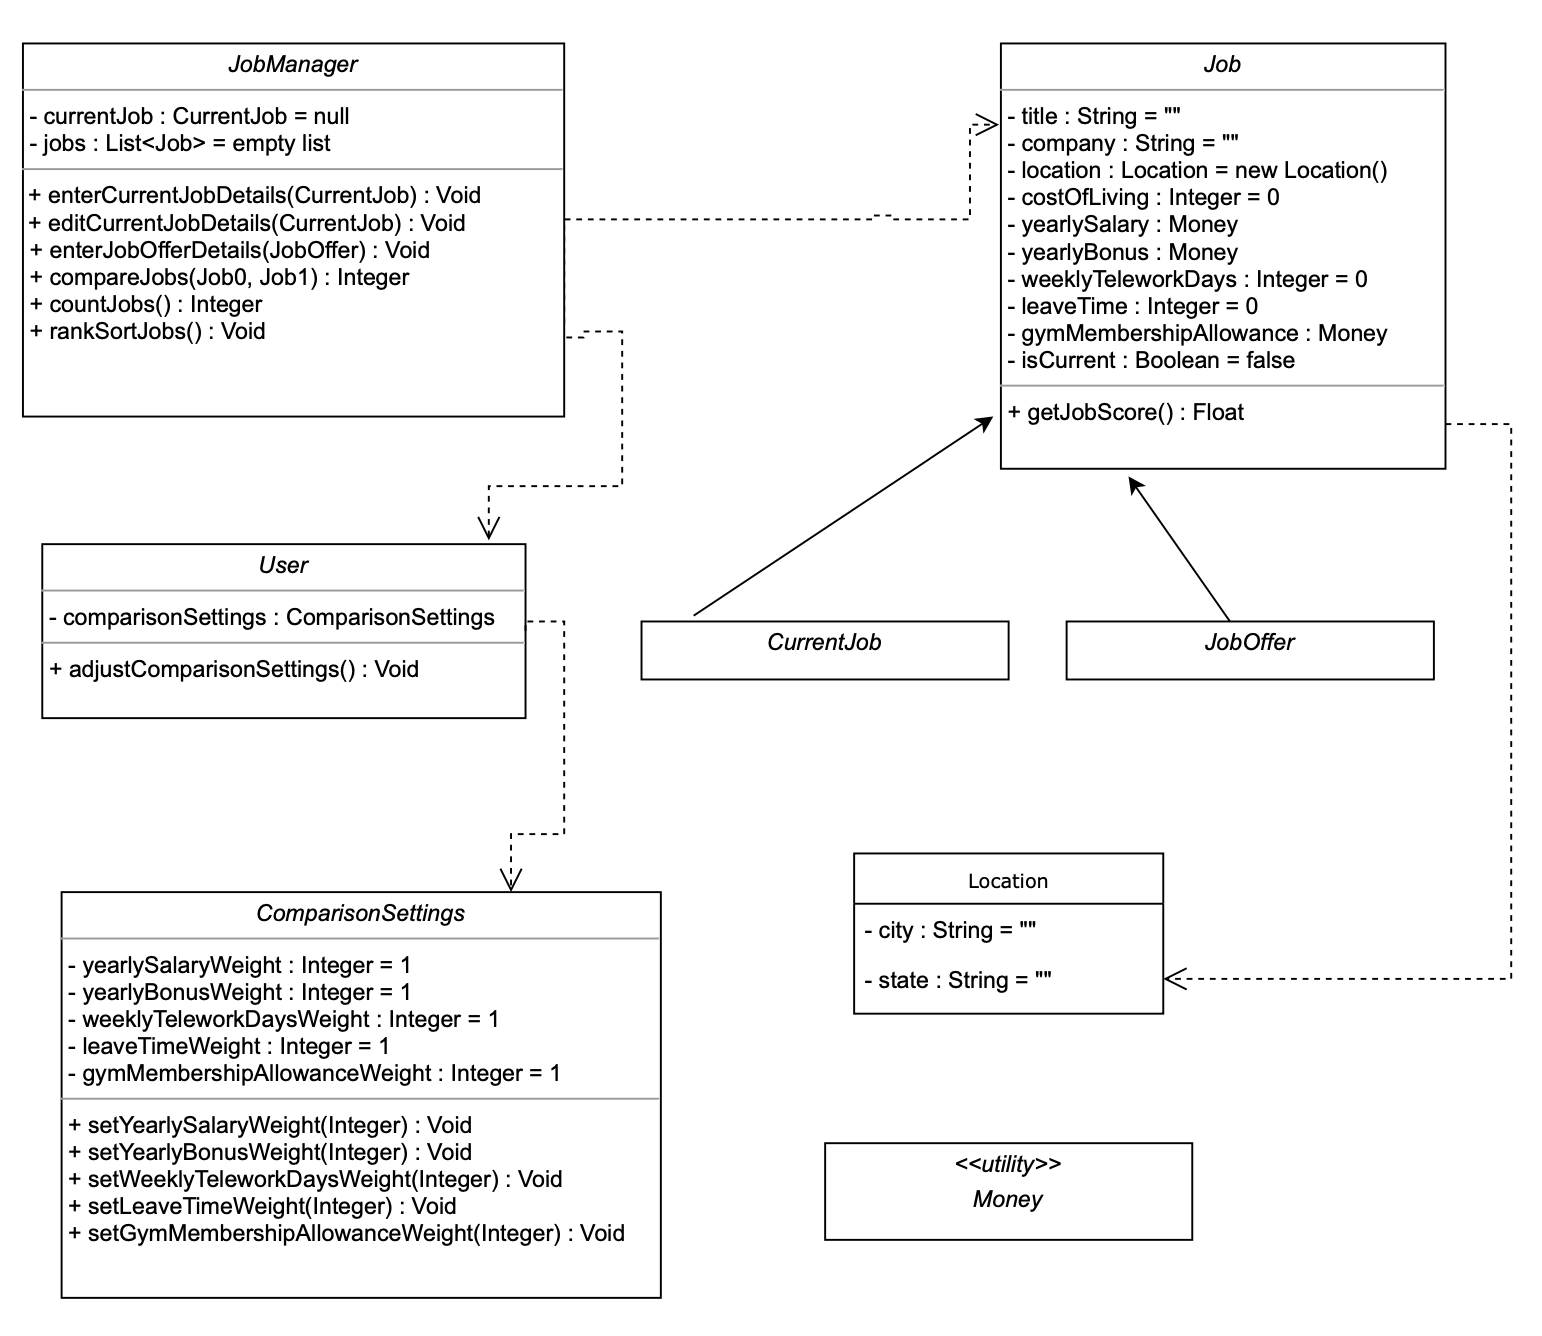 JobManager
- currentJob : CurrentJob = null
- jobs : List<Job> = empty list
+ enterCurrentJobDetails(CurrentJob) : Void
+ editCurrentJobDetails(CurrentJob) : Void
+ enterJobOfferDetails(JobOffer) : Void
+ compareJobs(Job0, Job1) : Integer
+ countJobs() : Integer
+ rankSortJobs() : Void
Job
- title : String = ""
- company : String = ""
- location : Location = new Location()
- costOfLiving : Integer = 0
- yearlySalary : Money
- yearlyBonus : Money
- weeklyTeleworkDays : Integer = 0
- leaveTime : Integer = 0
- gymMembershipAllowance : Money
- isCurrent : Boolean = false
+ getJobScore() : Float
User
- comparisonSettings : ComparisonSettings
+ adjustComparisonSettings() : Void
CurrentJob
JobOffer
ComparisonSettings
- yearlySalaryWeight : Integer = 1
- yearlyBonusWeight : Integer = 1
- weeklyTeleworkDaysWeight : Integer = 1
- leaveTimeWeight : Integer = 1
- gymMembershipAllowanceWeight : Integer = 1
+ setYearlySalaryWeight(Integer) : Void
+ setYearlyBonusWeight(Integer) : Void
+ setWeeklyTeleworkDaysWeight(Integer) : Void
+ setLeaveTimeWeight(Integer) : Void
+ setGymMembershipAllowanceWeight(Integer) : Void
Location
- city : String = ""
- state : String = ""
<<utility>>
Money